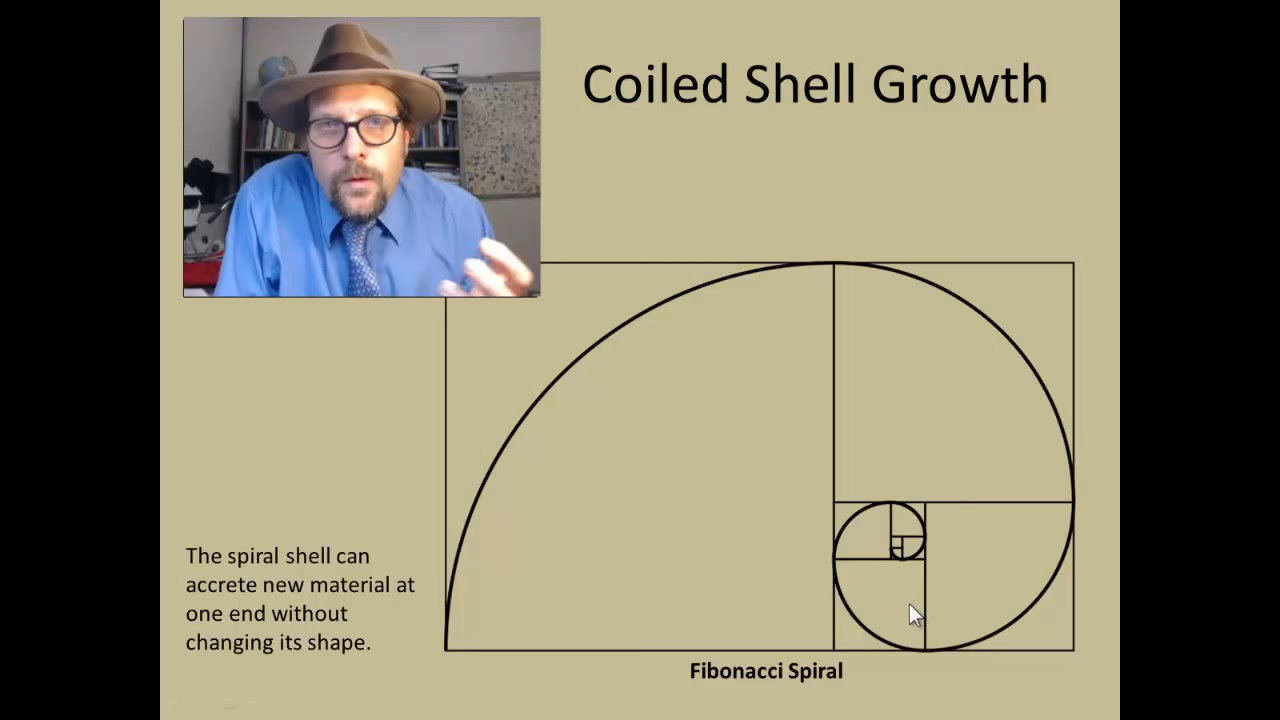 Coiled Shell Growth
The spiral shell can
accrete new material at
one end without
changing its shape.
Fibonacci Spiral